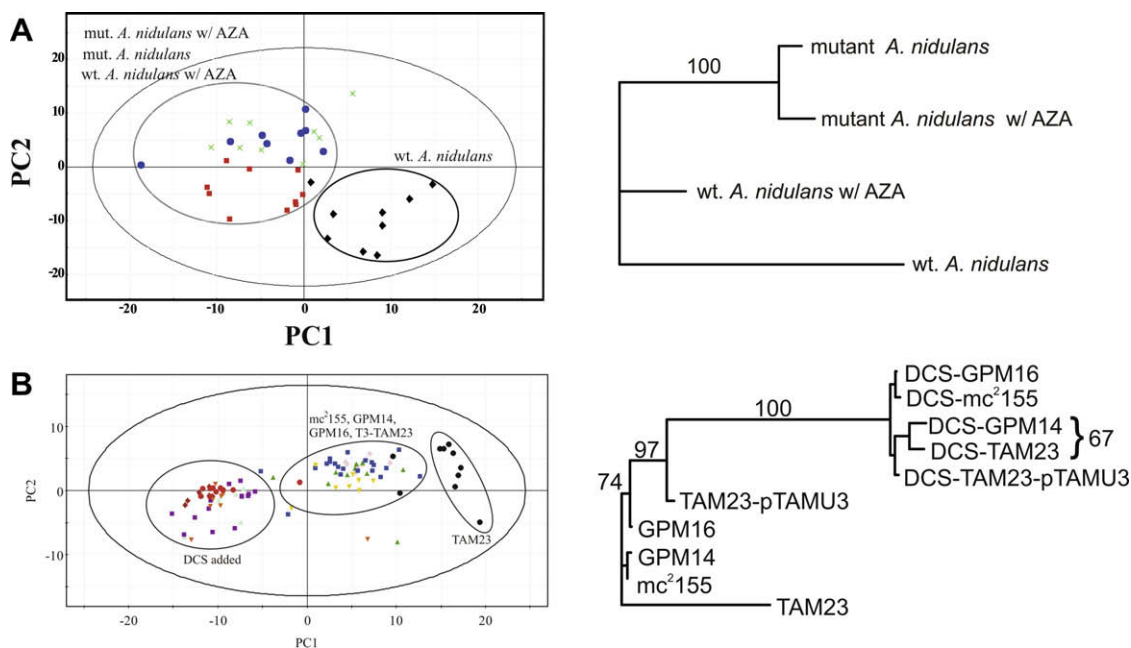 A
mut. A. nidulans w/ AZA
mut. A. nidulans
wt. A. nidulans w/ AZA
wt. A. nidulans
20
10
0
-10
-20
-20
-10
0
10
20
PC2
PC1
100
mutant A. nidulans
mutant A. nidulans w/ AZA
wt. A. nidulans w/ AZA
wt. A. nidulans
B
mc²155, GPM14,
GPM16, T3-TAM23
DCS added
TAM23
10
0
-10
-20
-10
0
10
20
PC2
PC1
100
97
74
DCS-GPM16
DCS-mc²155
DCS-GPM14
DCS-TAM23
67
DCS-TAM23-pTAMU3
TAM23-pTAMU3
GPM16
GPM14
mc²155
TAM23